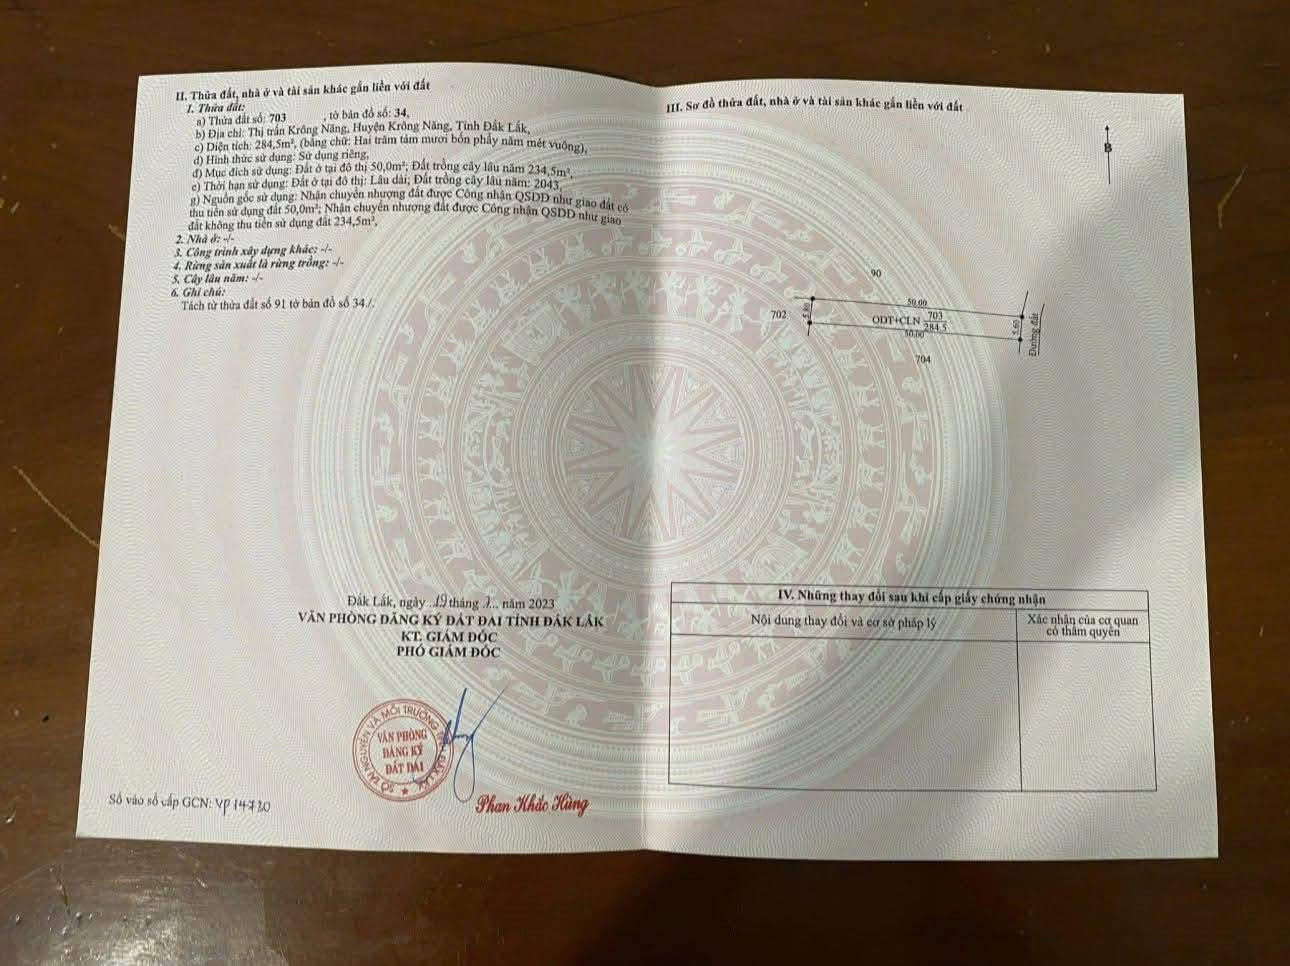 II. Thửa đất, nhà ở và tài sản khác gắn liền với đất
1. Thửa đất:
a) Thửa đất số: 703 , tờ bản đồ số: 34,
b) Địa chỉ: Thị trấn Krông Năng, Huyện Krông Năng, Tỉnh Đắk Lắk,
c) Diện tích: 284,5m², (bằng chữ: Hai trăm tám mươi bốn phẩy năm mét vuông),
d) Hình thức sử dụng: Sử dụng riêng,
đ) Mục đích sử dụng: Đất ở tại đô thị 50,0m²; Đất trồng cây lâu năm 234,5m²,
e) Thời hạn sử dụng: Đất ở tại đô thị: Lâu dài; Đất trồng cây lâu năm: 2043,
g) Nguồn gốc sử dụng: Nhận chuyển nhượng đất được Công nhận QSDĐ như giao đất có
thu tiền sử dụng đất 50,0m²; Nhận chuyển nhượng đất được Công nhận QSDĐ như giao
đất không thu tiền sử dụng đất 234,5m²,
2. Nhà ở: -/-
3. Công trình xây dựng khác: -/-
4. Rừng sản xuất là rừng trồng: -/-
5. Cây lâu năm: -/-
6. Ghi chú:
Tách từ thửa đất số 91 tờ bản đồ số 34./.
Đắk Lắk, ngày 19 tháng ... năm 2023
VĂN PHÒNG ĐĂNG KÝ ĐẤT ĐAI TỈNH ĐẮK LẮK
KT. GIÁM ĐỐC
PHÓ GIÁM ĐỐC
SỞ TÀI NGUYÊN VÀ MÔI TRƯỜNG TỈNH ĐẮK LẮK
VĂN PHÒNG
ĐĂNG KÝ
ĐẤT ĐAI
Phan Khắc Hùng
Số vào sổ cấp GCN: VP 14730
III. Sơ đồ thửa đất, nhà ở và tài sản khác gắn liền với đất
B
90
702
5.80
50.00
ODT+CLN 703
284.5
50.00
5.60
Đường đất
704
IV. Những thay đổi sau khi cấp giấy chứng nhận
Nội dung thay đổi và cơ sở pháp lý
Xác nhận của cơ quan
có thẩm quyền